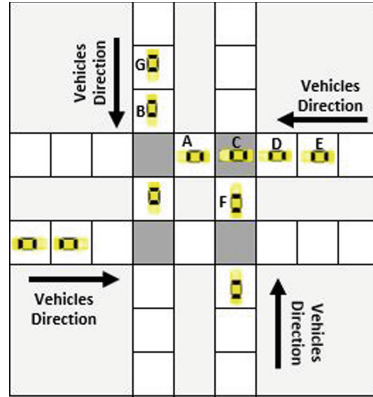 Vehicles
Direction
G
B
Vehicles
Direction
A
C
D
E
F
Vehicles
Direction
Vehicles
Direction